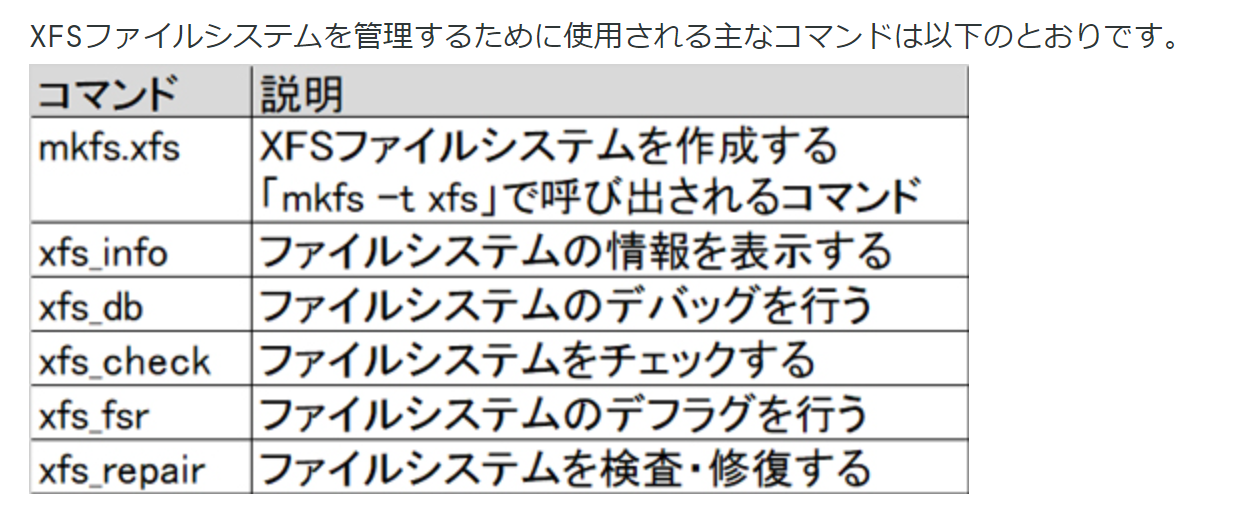 XFSファイルシステムを管理するために使用される主なコマンドは以下のとおりです。
コマンド 説明
mkfs.xfs XFSファイルシステムを作成する
「mkfs -t xfs」で呼び出されるコマンド
xfs_info ファイルシステムの情報を表示する
xfs_db ファイルシステムのデバッグを行う
xfs_check ファイルシステムをチェックする
xfs_fsr ファイルシステムのデフラグを行う
xfs_repair ファイルシステムを検査・修復する